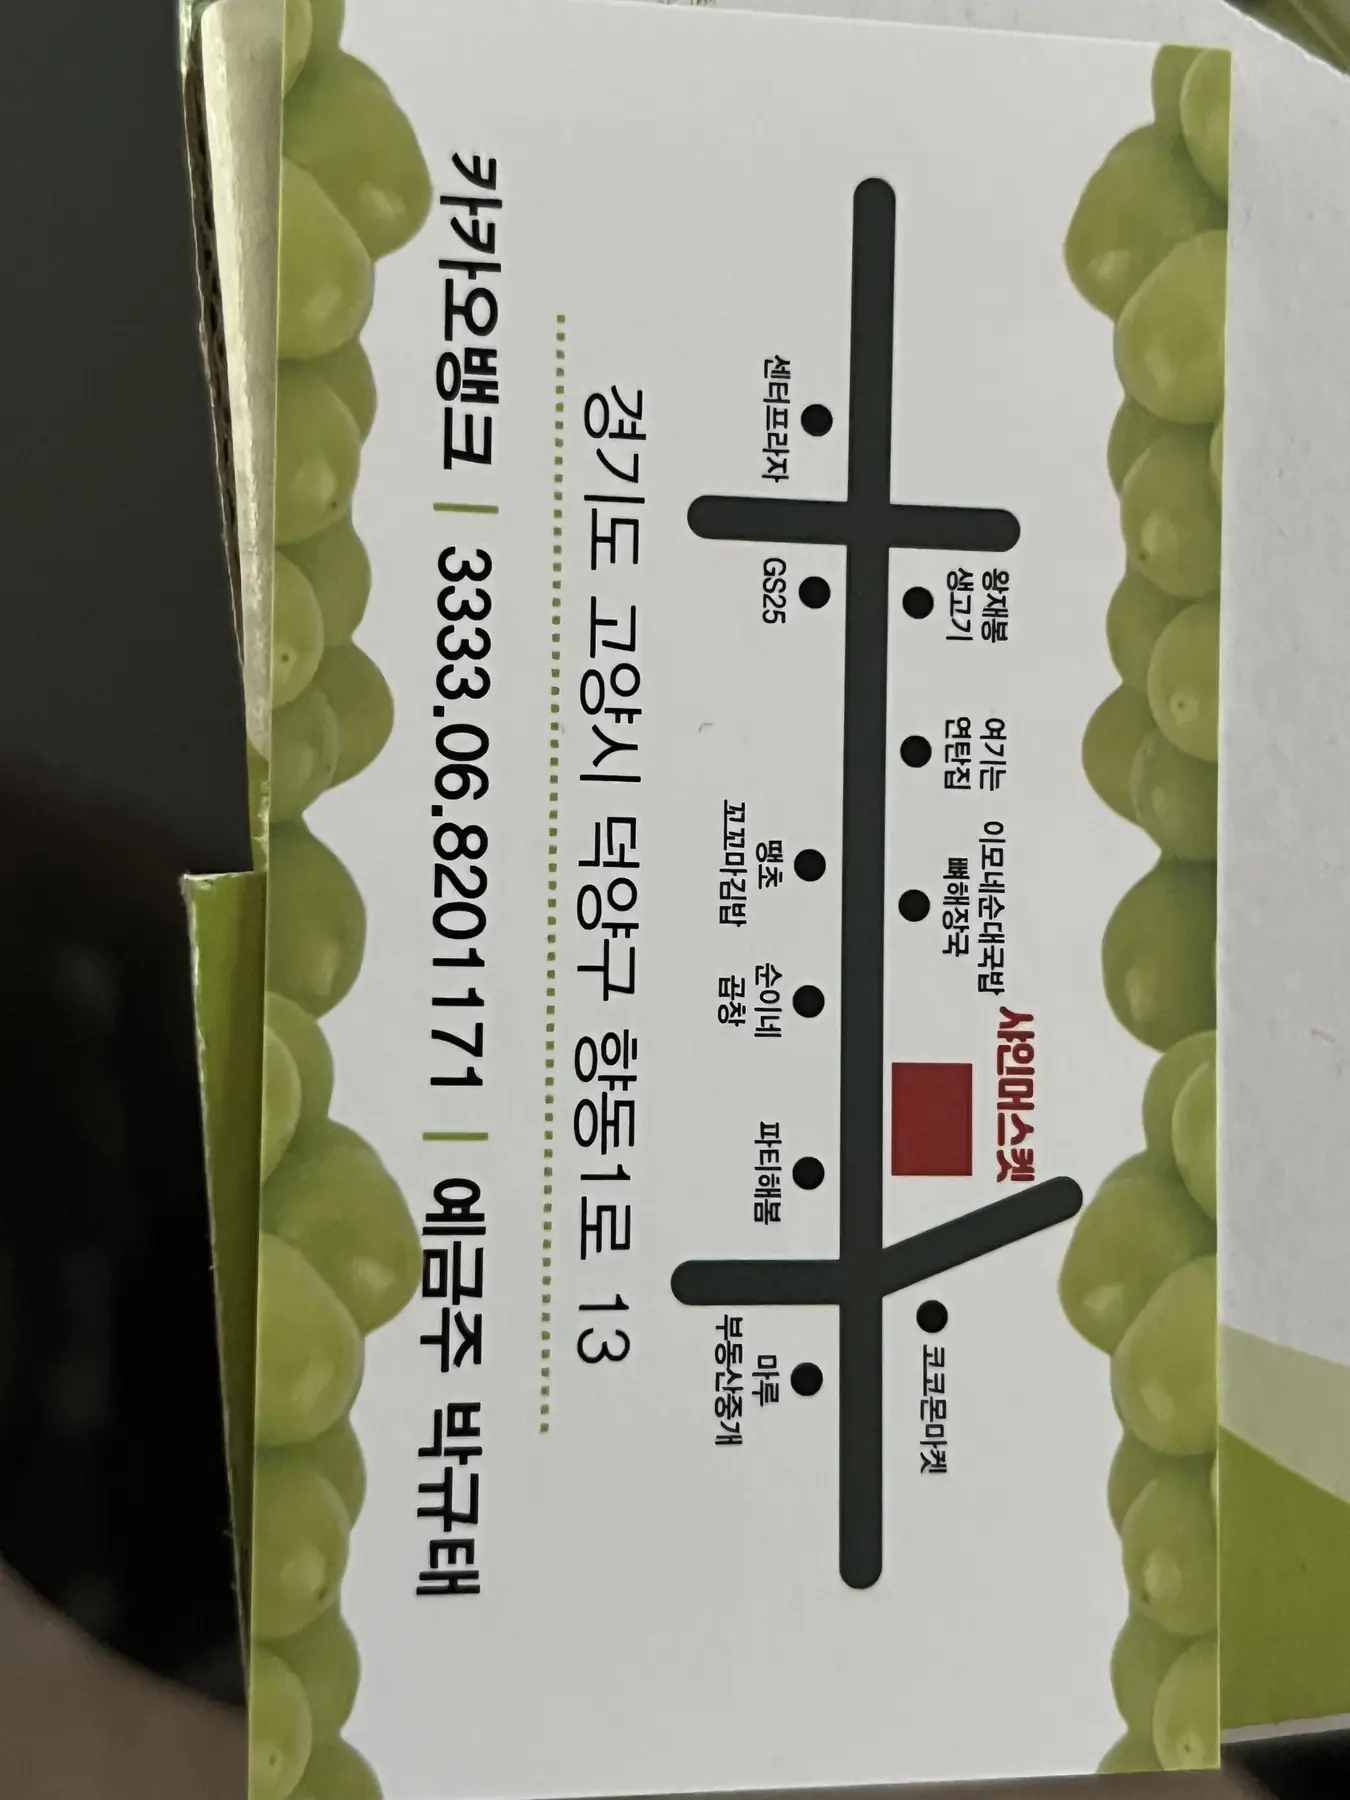 샤인머스켓
왕재봉
생고기
여기는
연탄집
이모네순대국밥
뼈해장국
코코몬마켓
센터프라자
GS25
땡초
꼬꼬마김밥
순이네
곱창
파티해봄
마루
부동산중개
경기도 고양시 덕양구 향동1로 13
카카오뱅크 | 3333.06.8201171 | 예금주 박규태